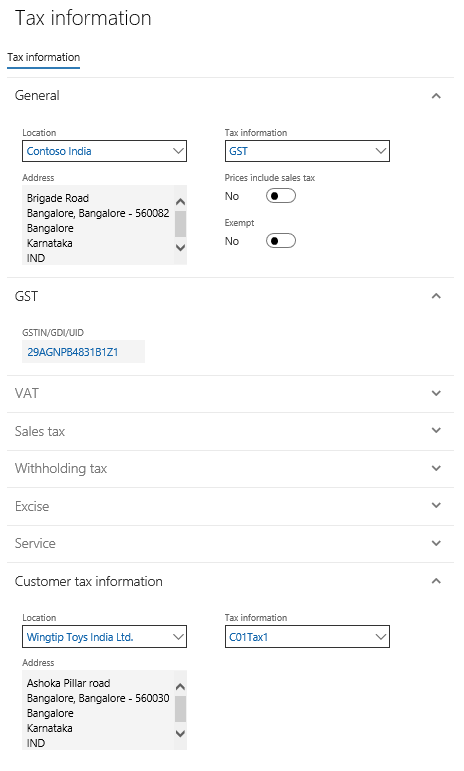 Tax information
Tax information
General
Location
Contoso India
Tax information
GST
Address
Brigade Road
Bangalore, Bangalore - 560082
Bangalore
Karnataka
IND
Prices include sales tax
No
Exempt
No
GST
GSTIN/GDI/UID
29AGNPB4831B1Z1
VAT
Sales tax
Withholding tax
Excise
Service
Customer tax information
Location
Wingtip Toys India Ltd.
Tax information
C01Tax1
Address
Ashoka Pillar road
Bangalore, Bangalore - 560030
Bangalore
Karnataka
IND